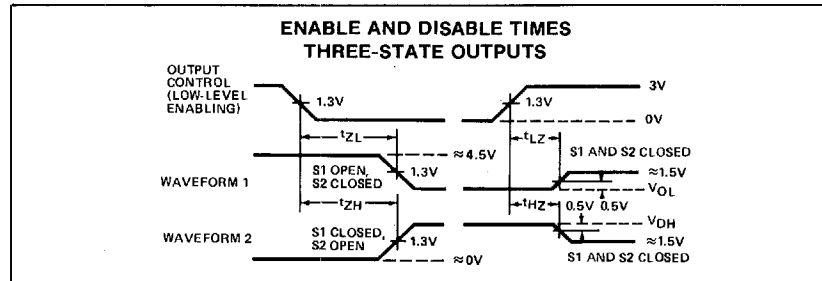 ENABLE AND DISABLE TIMES
THREE-STATE OUTPUTS
OUTPUT
CONTROL
(LOW-LEVEL
ENABLING)
1.3V
1.3V
3V
0V
tZL
tLZ
S1 AND S2 CLOSED
≈4.5V
WAVEFORM 1
S1 OPEN,
S2 CLOSED
1.3V
≈1.5V
VOL
tZH
tHZ
0.5V
0.5V
WAVEFORM 2
S1 CLOSED,
S2 OPEN
1.3V
≈0V
VDH
≈1.5V
S1 AND S2 CLOSED